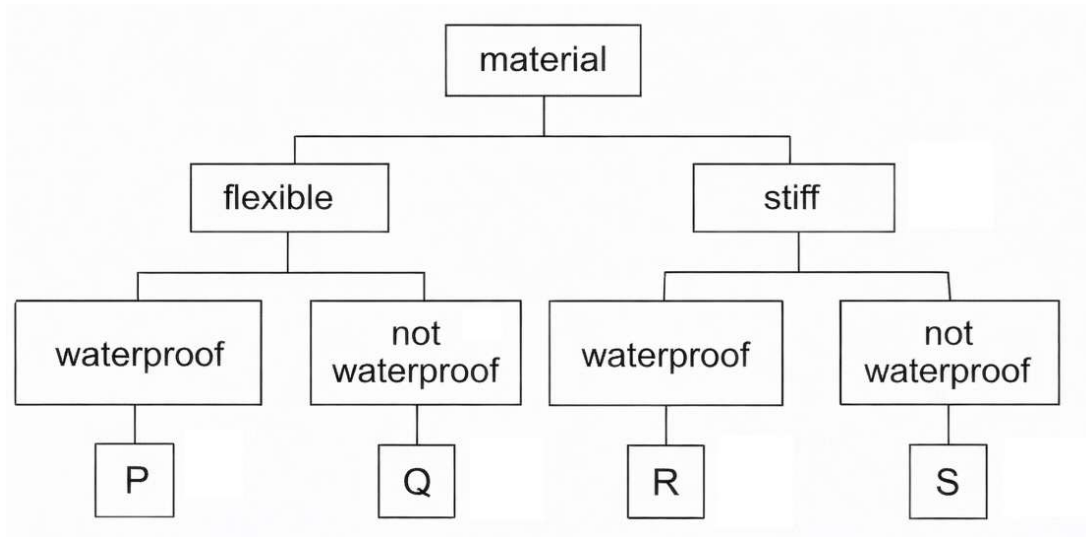 material
flexible
stiff
waterproof
not
waterproof
waterproof
not
waterproof
P
Q
R
S